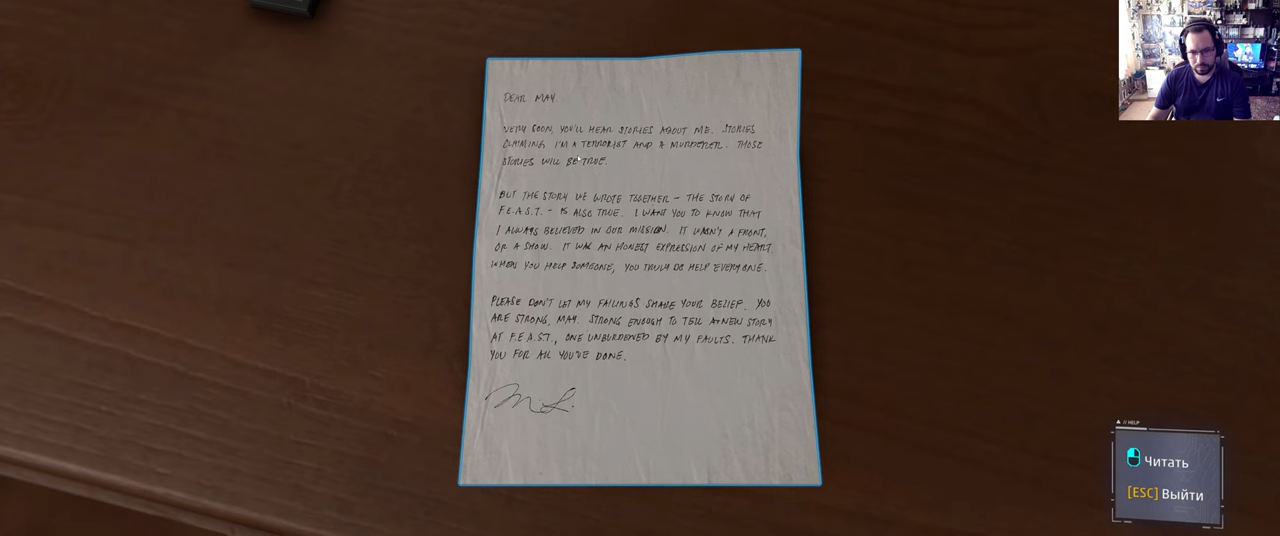 DEAR MAY
VERY SOON, YOU'LL HEAR STORIES ABOUT ME. STORIES
CLAIMING I'M A TERRORIST AND A MURDERER. THOSE
STORIES WILL BE TRUE.
BUT THE STORY WE WROTE TOGETHER – THE STORY OF
F.E.A.S.T. – IS ALSO TRUE. I WANT YOU TO KNOW THAT
I ALWAYS BELIEVED IN OUR MISSION. IT WASN'T A FRONT,
OR A SHOW. IT WAS AN HONEST EXPRESSION OF MY HEART.
WHEN YOU HELP SOMEONE, YOU TRULY DO HELP EVERYONE.
PLEASE DON'T LET MY FAILINGS SHAKE YOUR BELIEF. YOU
ARE STRONG, MAY. STRONG ENOUGH TO TELL A NEW STORY
AT F.E.A.S.T., ONE UNBURDENED BY MY FAULTS. THANK
YOU FOR ALL YOU'VE DONE.
M L.
// HELP
Читать
[ESC] Выйти